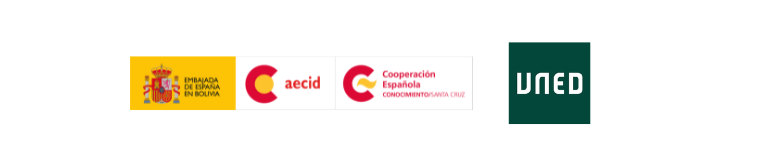 EMBAJADA
DE ESPAÑA
EN BOLIVIA
aecid
Cooperación
Española
CONOCIMIENTO/SANTA CRUZ
UNED